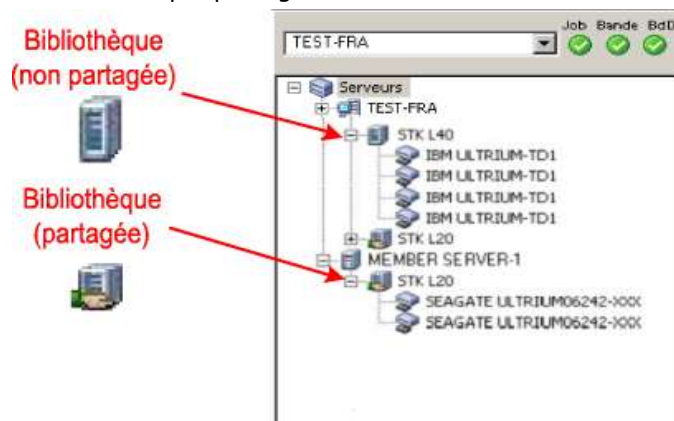 Bibliothèque
(non partagée)
Bibliothèque
(partagée)
Job Bande BdD
TEST-FRA
Serveurs
TEST-FRA
STK L40
IBM ULTRIUM-TD1
IBM ULTRIUM-TD1
IBM ULTRIUM-TD1
IBM ULTRIUM-TD1
STK L20
MEMBER SERVER-1
STK L20
SEAGATE ULTRIUM06242-XXX
SEAGATE ULTRIUM06242-XXX